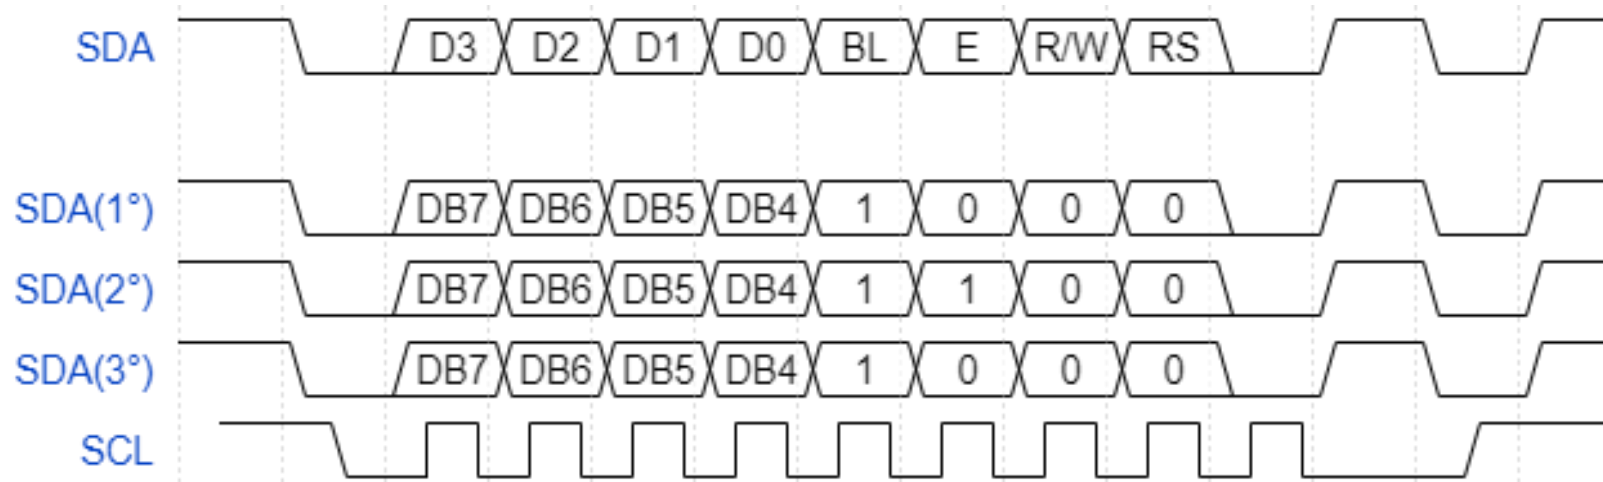 SDA D3 D2 D1 D0 BL E R/W RS
SDA(1°) DB7 DB6 DB5 DB4 1 0 0 0
SDA(2°) DB7 DB6 DB5 DB4 1 1 0 0
SDA(3°) DB7 DB6 DB5 DB4 1 0 0 0
SCL